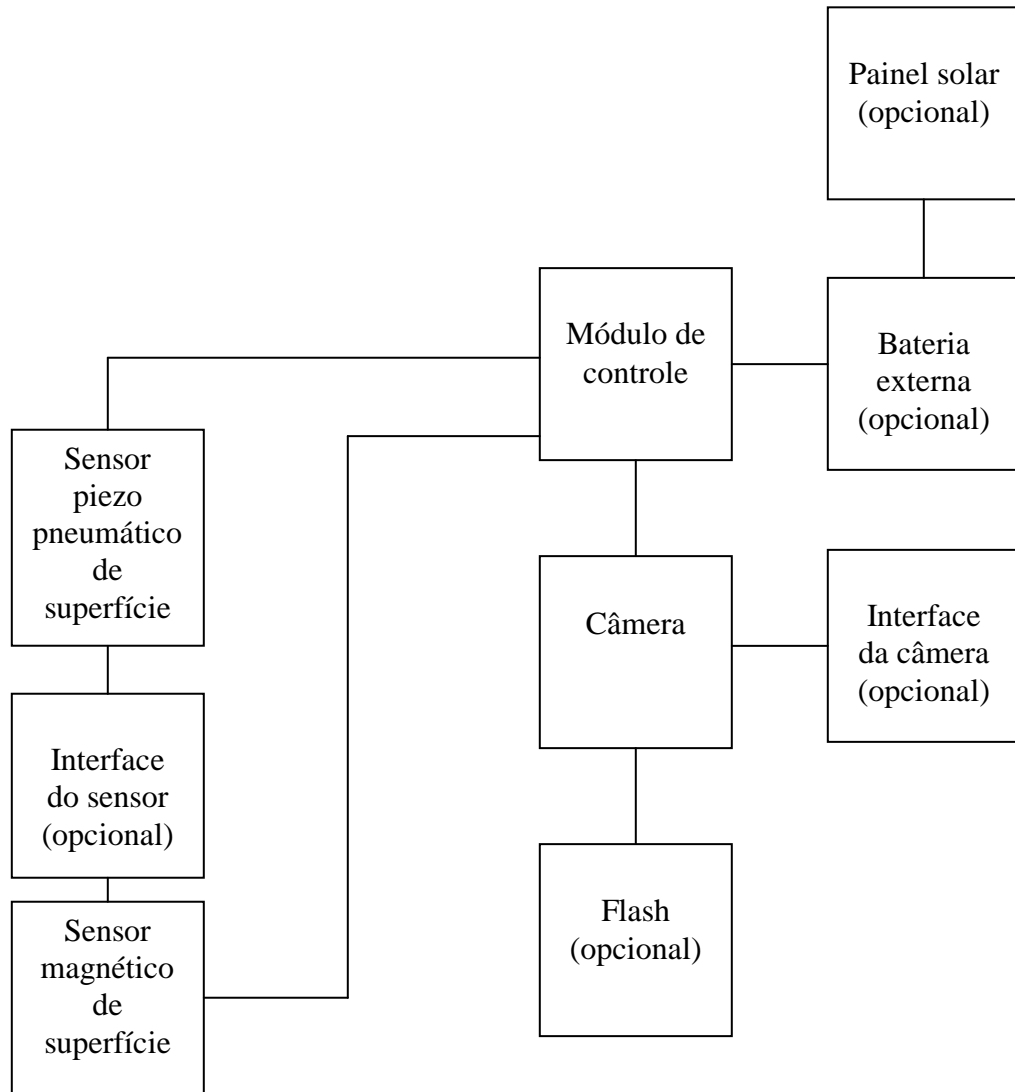 Painel solar
(opcional)
Módulo de
controle
Bateria
externa
(opcional)
Sensor
piezo
pneumático
de
superfície
Câmera
Interface
da câmera
(opcional)
Interface
do sensor
(opcional)
Flash
(opcional)
Sensor
magnético
de
superfície